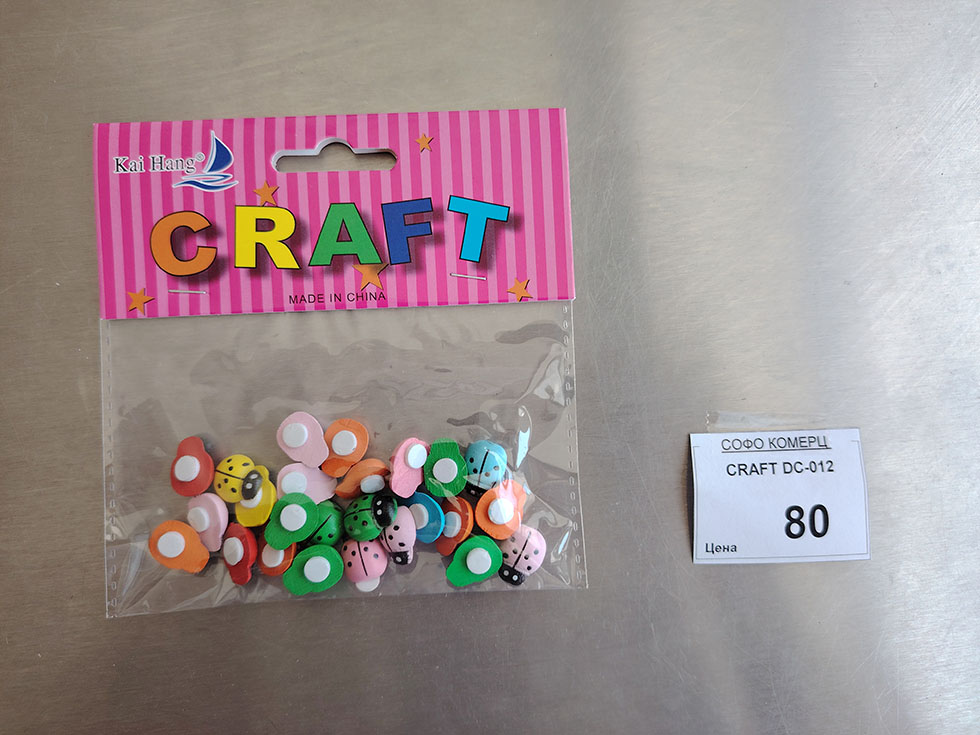 Kai Hang®
CRAFT
MADE IN CHINA
СОФО КОМЕРЦ
CRAFT DC-012
80
Цена